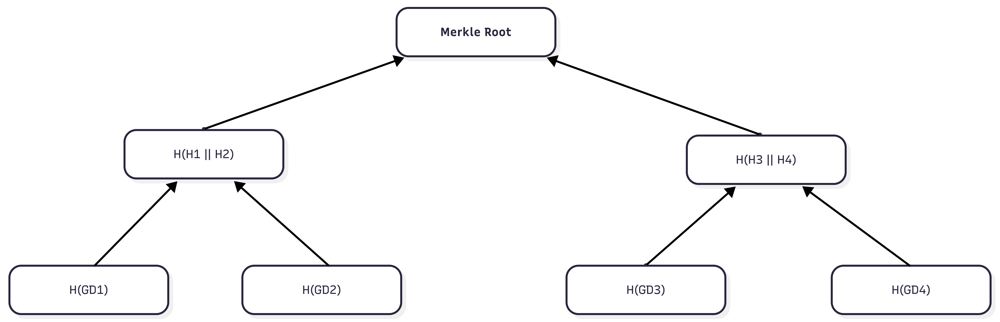 Merkle Root
H(H1 || H2)
H(H3 || H4)
H(GD1)
H(GD2)
H(GD3)
H(GD4)